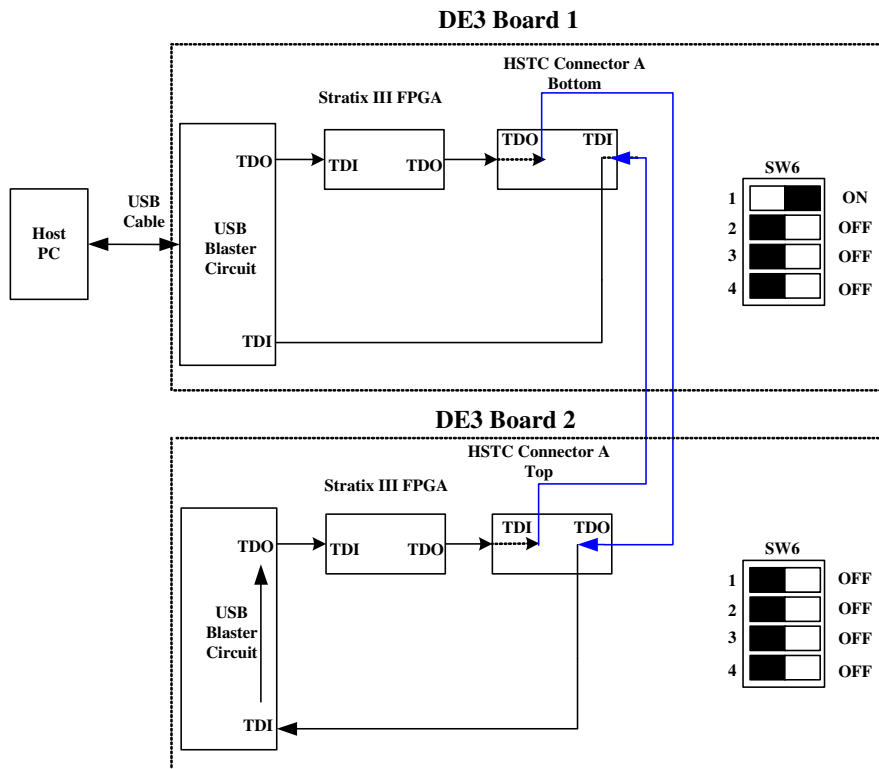 DE3 Board 1
HSTC Connector A
Bottom
Stratix III FPGA
TDO
TDI
TDO
TDO
TDI
SW6
1
ON
2
OFF
3
OFF
4
OFF
USB
Cable
Host
PC
USB
Blaster
Circuit
TDI
DE3 Board 2
HSTC Connector A
Top
Stratix III FPGA
TDO
TDI
TDO
TDI
TDO
SW6
1
OFF
2
OFF
3
OFF
4
OFF
USB
Blaster
Circuit
TDI